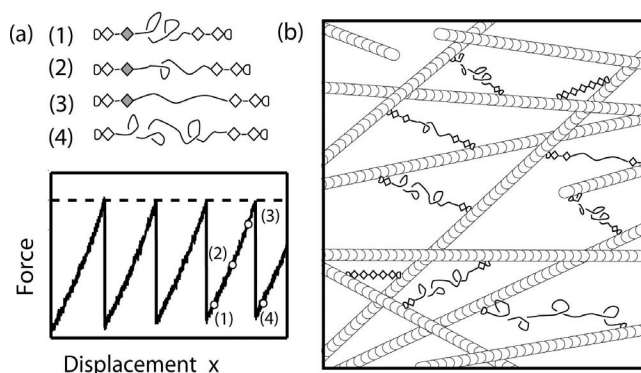 (a)
(1)
(2)
(3)
(4)
Force
(1)
(2)
(3)
(4)
Displacement x
(b)